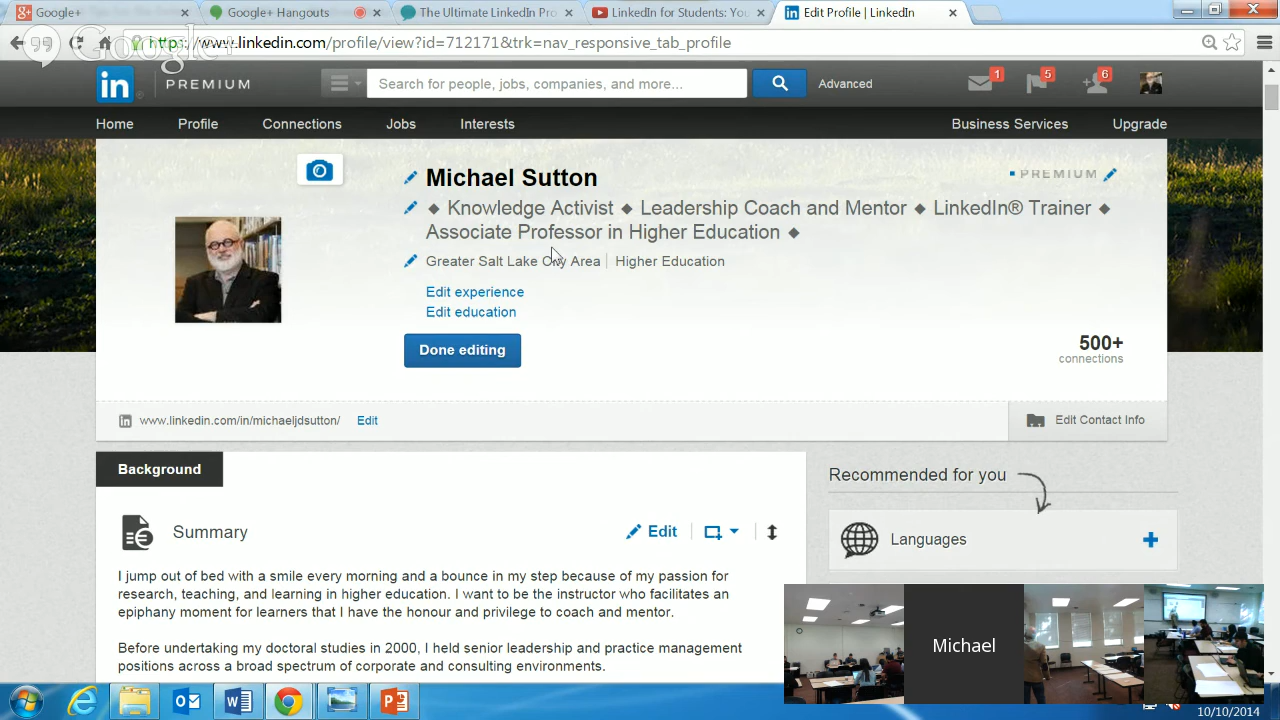 Google+
Google+ Hangouts
The Ultimate LinkedIn Pro
LinkedIn for Students: You
Edit Profile | LinkedIn
Google+
https://www.linkedin.com/profile/view?id=712171&trk=nav_responsive_tab_profile
in
PREMIUM
Search for people, jobs, companies, and more...
Advanced
1
5
6
Home
Profile
Connections
Jobs
Interests
Business Services
Upgrade
Michael Sutton
PREMIUM
◆ Knowledge Activist ◆ Leadership Coach and Mentor ◆ LinkedIn® Trainer ◆
Associate Professor in Higher Education ◆
Greater Salt Lake City Area | Higher Education
Edit experience
Edit education
Done editing
500+
connections
www.linkedin.com/in/michaeljdsutton/ Edit
Edit Contact Info
Background
Recommended for you
Summary
Edit
Languages
I jump out of bed with a smile every morning and a bounce in my step because of my passion for
research, teaching, and learning in higher education. I want to be the instructor who facilitates an
epiphany moment for learners that I have the honour and privilege to coach and mentor.
Before undertaking my doctoral studies in 2000, I held senior leadership and practice management
positions across a broad spectrum of corporate and consulting environments.
Michael
10/10/2014